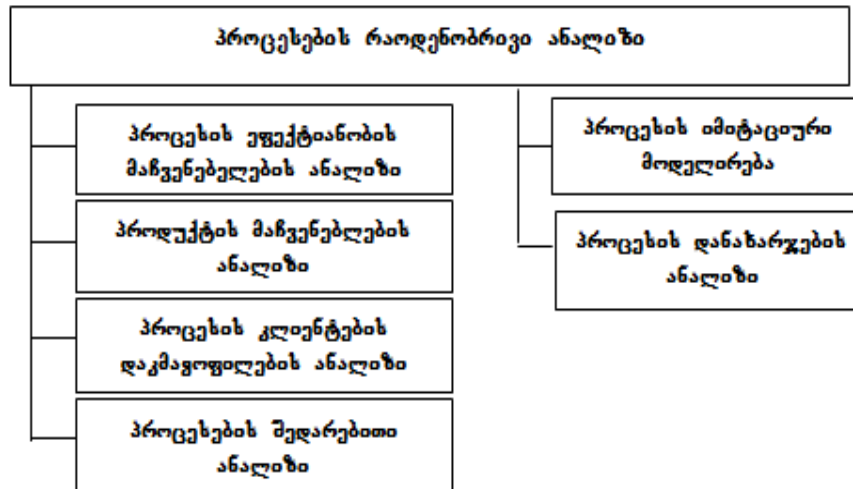 პროცესების რაოდენობრივი ანალიზი
პროცესის ეფექტიანობის
მაჩვენებელების ანალიზი
პროდუქტის მაჩვენებლების
ანალიზი
პროცესის კლიენტების
დაკმაყოფილების ანალიზი
პროცესების შედარებითი
ანალიზი
პროცესის იმიტაციური
მოდელირება
პროცესის დანახარჯების
ანალიზი